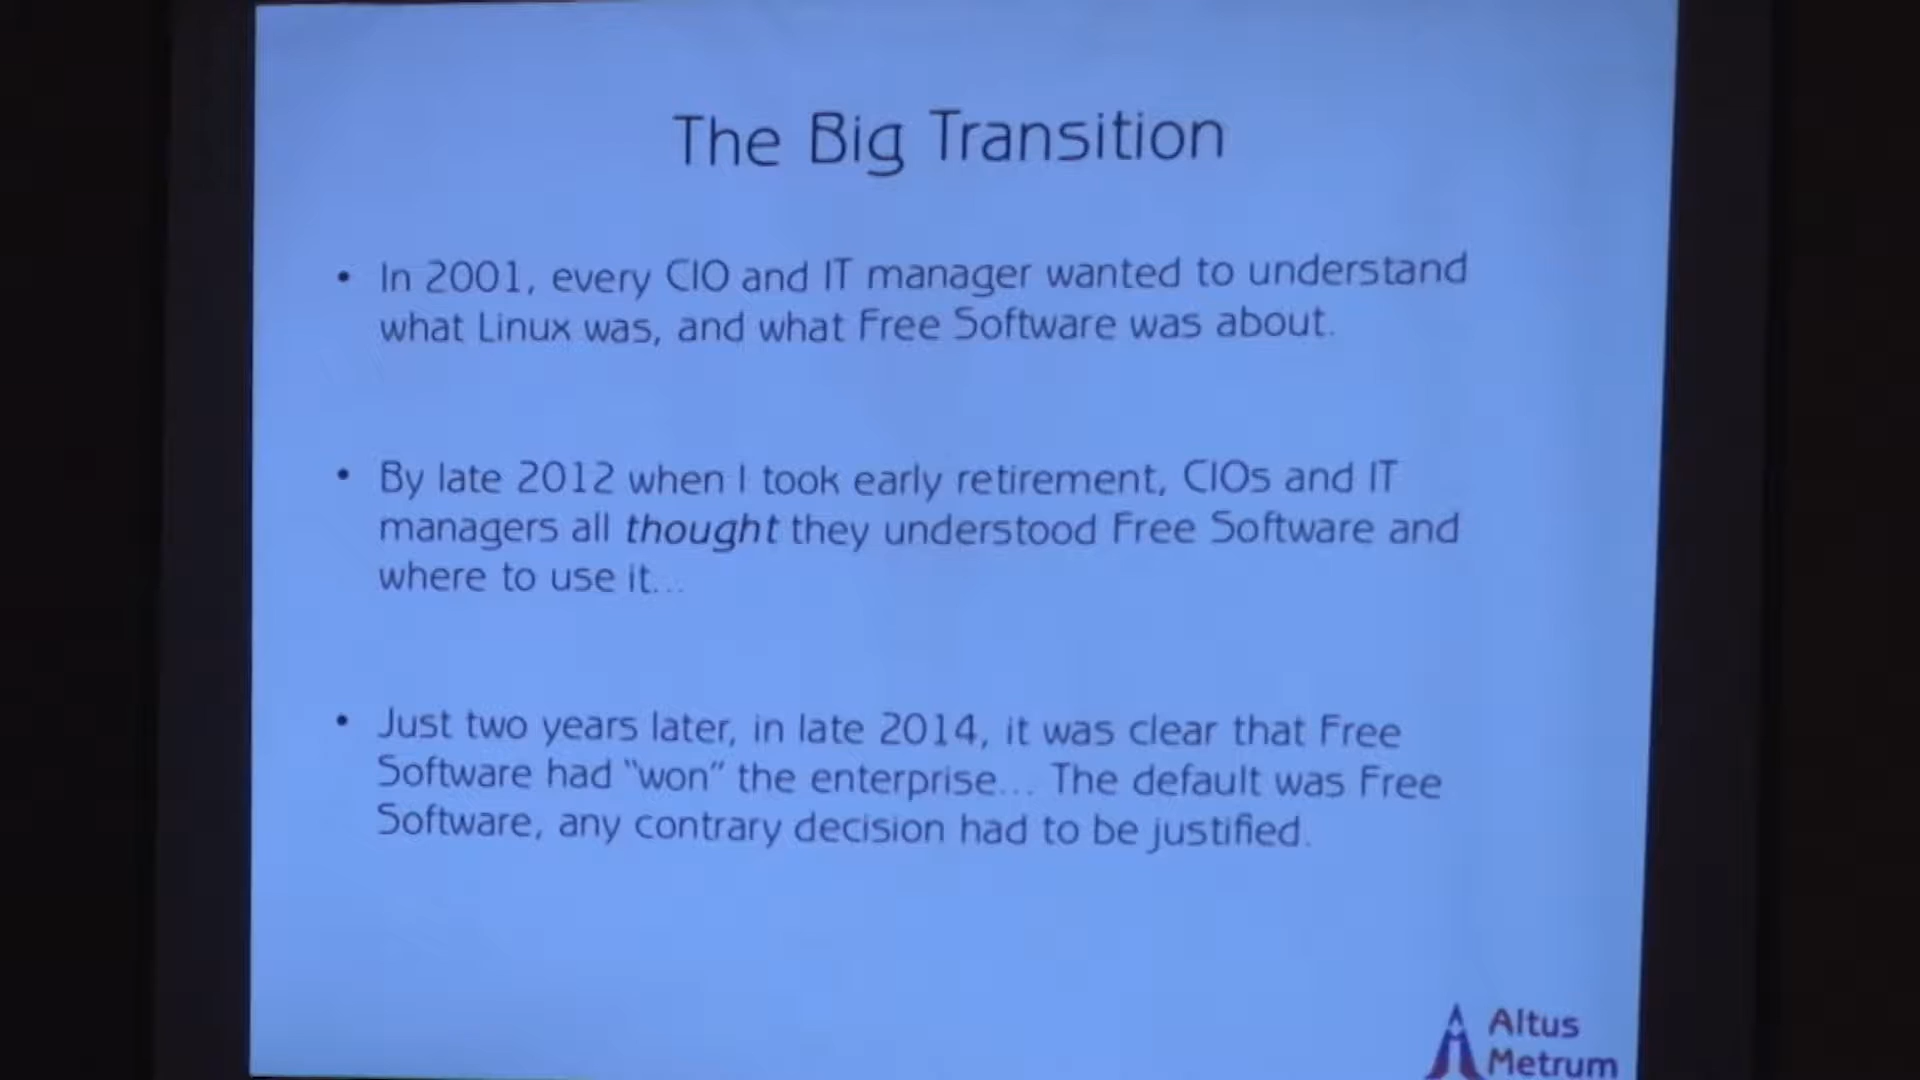 The Big Transition
• In 2001, every CIO and IT manager wanted to understand
what Linux was, and what Free Software was about.
• By late 2012 when I took early retirement, CIOs and IT
managers all thought they understood Free Software and
where to use it...
• Just two years later, in late 2014, it was clear that Free
Software had "won" the enterprise... The default was Free
Software, any contrary decision had to be justified.
Altus
Metrum